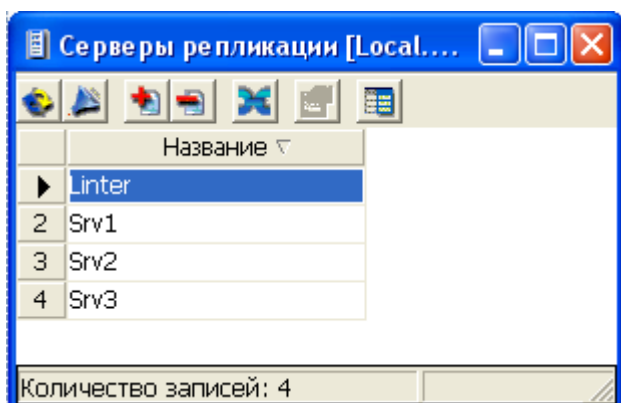 Серверы репликации [Local....
Название
Linter
2 Srv1
3 Srv2
4 Srv3
Количество записей: 4